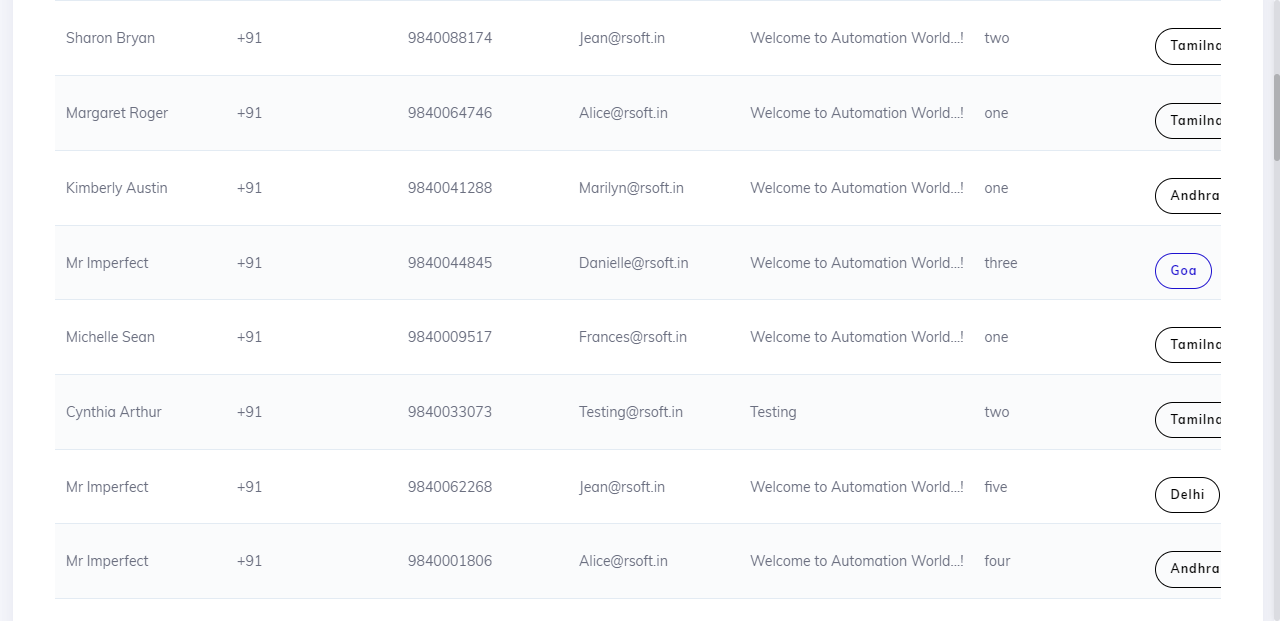 Sharon Bryan +91 9840088174 Jean@rsoft.in Welcome to Automation World...! two Tamilna
Margaret Roger +91 9840064746 Alice@rsoft.in Welcome to Automation World...! one Tamilna
Kimberly Austin +91 9840041288 Marilyn@rsoft.in Welcome to Automation World...! one Andhra
Mr Imperfect +91 9840044845 Danielle@rsoft.in Welcome to Automation World...! three Goa
Michelle Sean +91 9840009517 Frances@rsoft.in Welcome to Automation World...! one Tamilna
Cynthia Arthur +91 9840033073 Testing@rsoft.in Testing two Tamilna
Mr Imperfect +91 9840062268 Jean@rsoft.in Welcome to Automation World...! five Delhi
Mr Imperfect +91 9840001806 Alice@rsoft.in Welcome to Automation World...! four Andhra